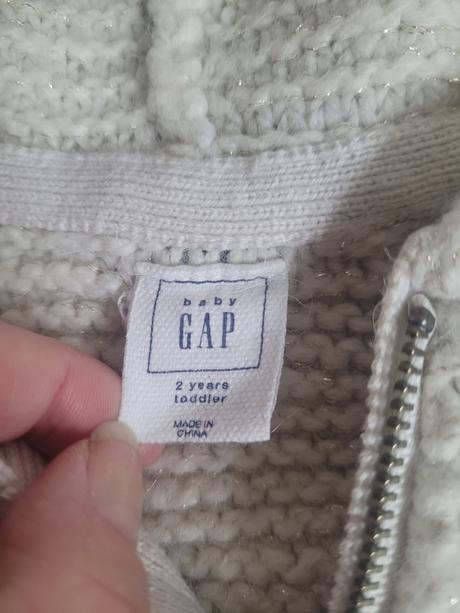 baby
GAP
2 years
toddler
MADE IN
CHINA